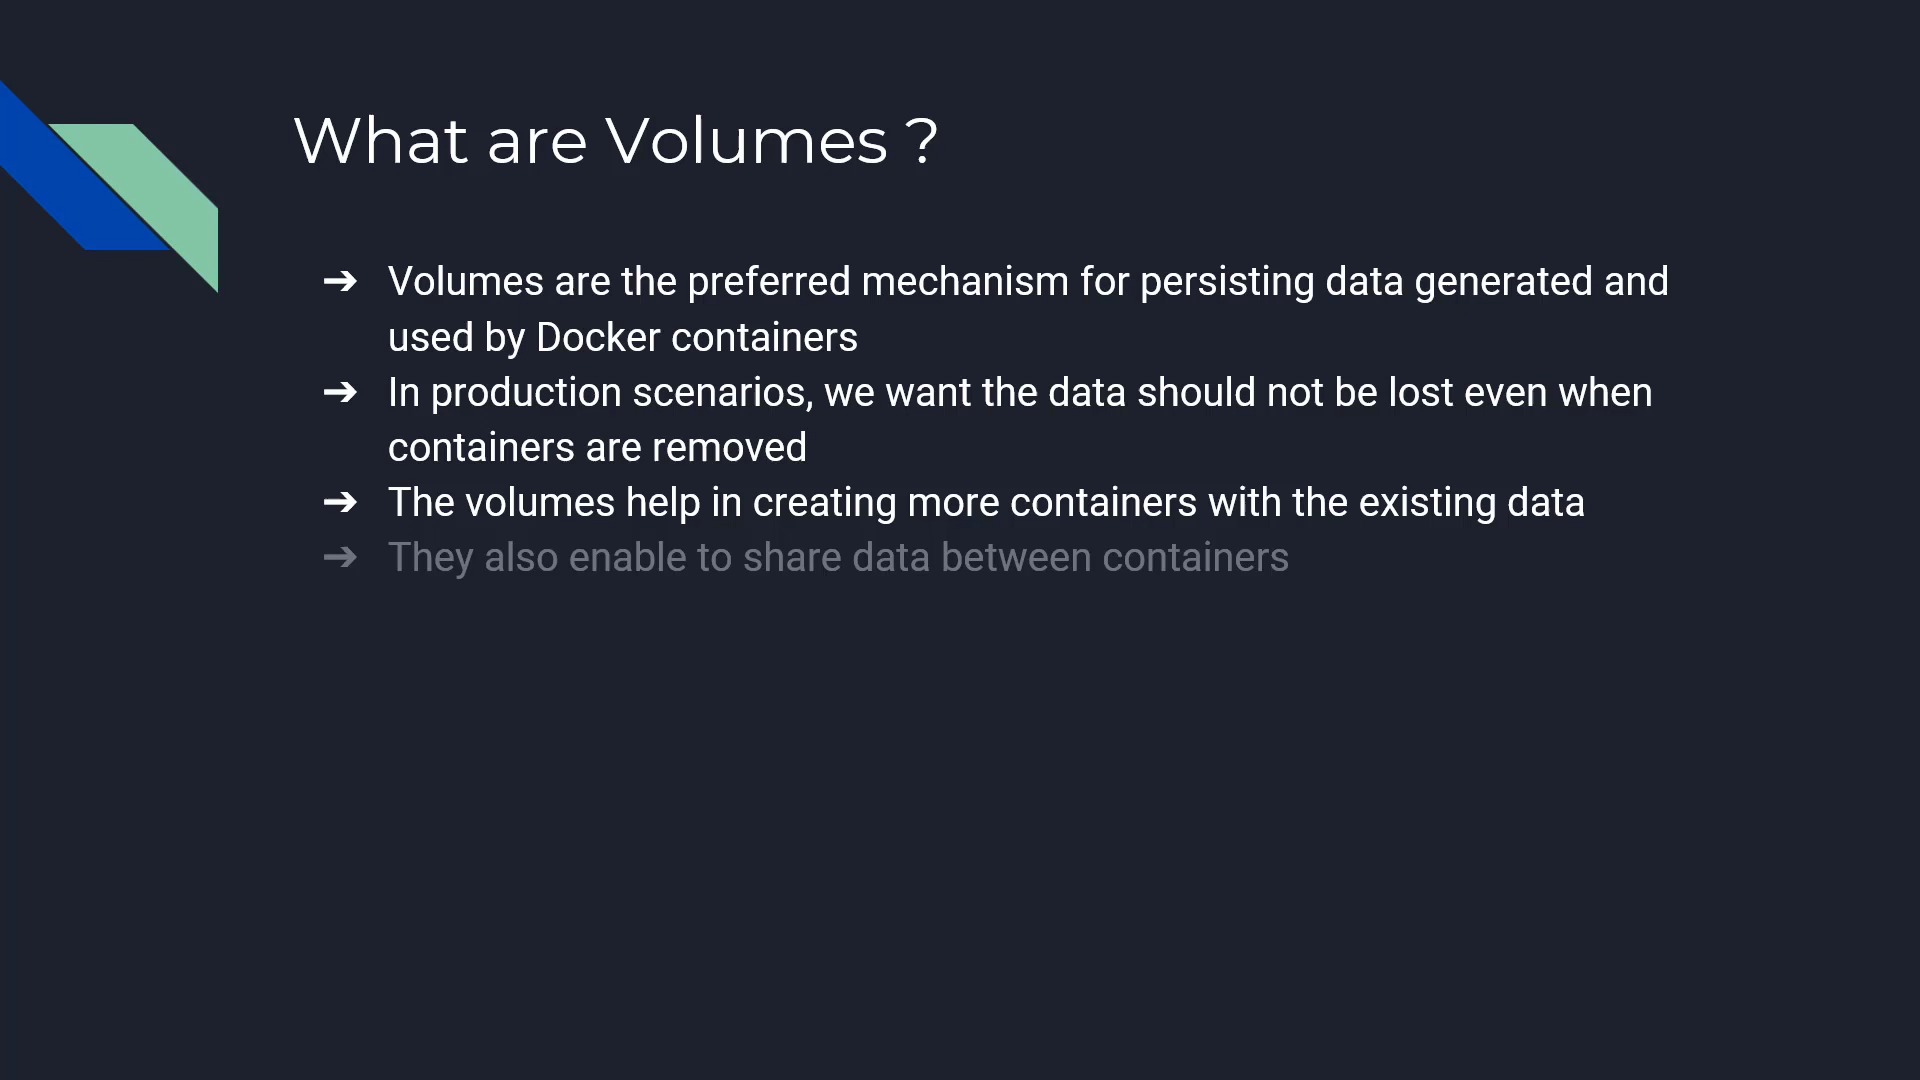 What are Volumes ?
➔ Volumes are the preferred mechanism for persisting data generated and
used by Docker containers
➔ In production scenarios, we want the data should not be lost even when
containers are removed
➔ The volumes help in creating more containers with the existing data
➔ They also enable to share data between containers